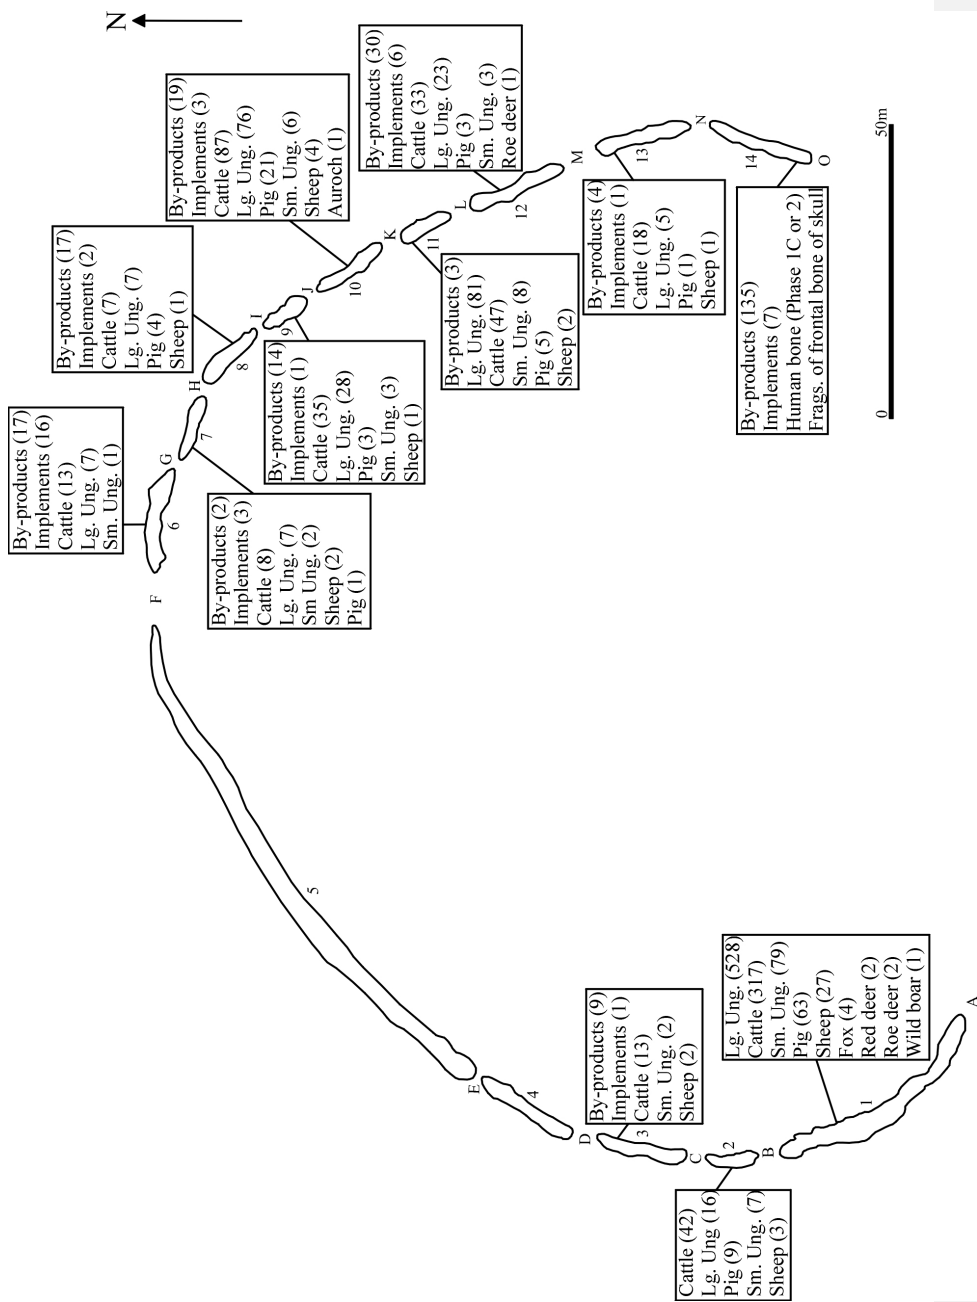 N
By-products (17)
Implements (16)
Cattle (13)
Lg. Ung. (7)
Sm. Ung. (1)
By-products (17)
Implements (2)
Cattle (7)
Lg. Ung. (7)
Pig (4)
Sheep (1)
By-products (19)
Implements (3)
Cattle (87)
Lg. Ung. (76)
Pig (21)
Sm. Ung. (6)
Sheep (4)
Auroch (1)
By-products (30)
Implements (6)
Cattle (33)
Lg. Ung. (23)
Pig (3)
Sm. Ung. (3)
Roe deer (1)
By-products (2)
Implements (3)
Cattle (8)
Lg. Ung. (7)
Sm Ung. (2)
Sheep (2)
Pig (1)
By-products (14)
Implements (1)
Cattle (35)
Lg. Ung. (28)
Pig (3)
Sm. Ung. (3)
Sheep (1)
By-products (3)
Lg. Ung. (81)
Cattle (47)
Sm. Ung. (8)
Pig (5)
Sheep (2)
By-products (4)
Implements (1)
Cattle (18)
Lg. Ung. (5)
Pig (1)
Sheep (1)
By-products (135)
Implements (7)
Human bone (Phase 1C or 2)
Frags. of frontal bone of skull
By-products (9)
Implements (1)
Cattle (13)
Sm. Ung. (2)
Sheep (2)
Cattle (42)
Lg. Ung (16)
Pig (9)
Sm. Ung. (7)
Sheep (3)
Lg. Ung. (528)
Cattle (317)
Sm. Ung. (79)
Pig (63)
Sheep (27)
Fox (4)
Red deer (2)
Roe deer (2)
Wild boar (1)
A
1
B
2
C
3
D
4
E
5
F
6
G
7
H
8
I
9
J
10
K
11
L
12
M
13
N
14
O
0
50m